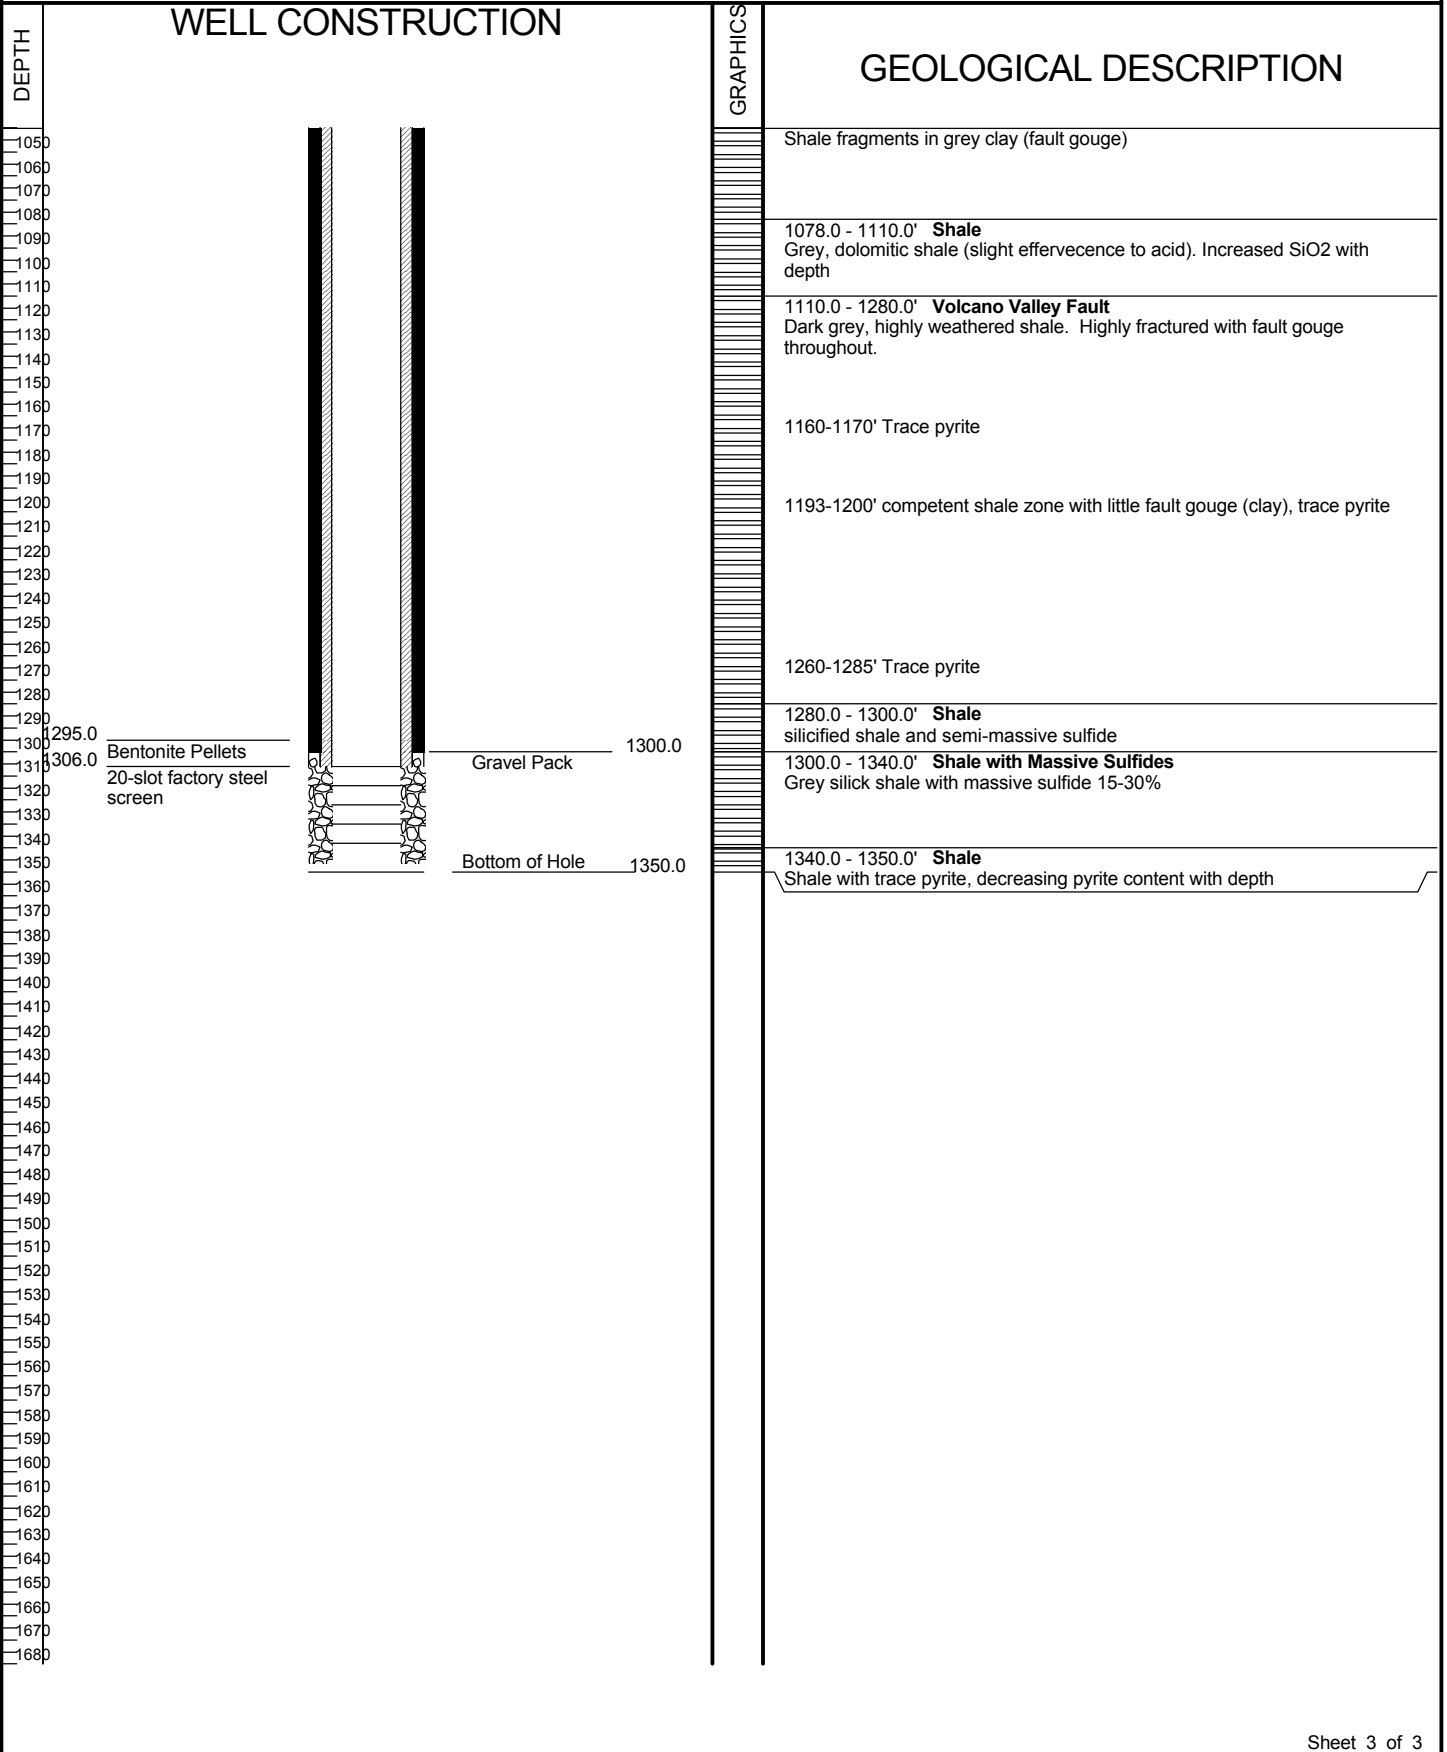 WELL CONSTRUCTION
DEPTH
GRAPHICS
GEOLOGICAL DESCRIPTION
1050
1060
1070
1080
1090
1100
1110
1120
1130
1140
1150
1160
1170
1180
1190
1200
1210
1220
1230
1240
1250
1260
1270
1280
1290
1300
1310
1320
1330
1340
1350
1360
1370
1380
1390
1400
1410
1420
1430
1440
1450
1460
1470
1480
1490
1500
1510
1520
1530
1540
1550
1560
1570
1580
1590
1600
1610
1620
1630
1640
1650
1660
1670
1680
1295.0
Bentonite Pellets
1306.0
20-slot factory steel
screen
1300.0
Gravel Pack
Bottom of Hole 1350.0
Shale fragments in grey clay (fault gouge)
1078.0 - 1110.0' Shale
Grey, dolomitic shale (slight effervecence to acid). Increased SiO2 with
depth
1110.0 - 1280.0' Volcano Valley Fault
Dark grey, highly weathered shale. Highly fractured with fault gouge
throughout.
1160-1170' Trace pyrite
1193-1200' competent shale zone with little fault gouge (clay), trace pyrite
1260-1285' Trace pyrite
1280.0 - 1300.0' Shale
silicified shale and semi-massive sulfide
1300.0 - 1340.0' Shale with Massive Sulfides
Grey silick shale with massive sulfide 15-30%
1340.0 - 1350.0' Shale
Shale with trace pyrite, decreasing pyrite content with depth
Sheet 3 of 3